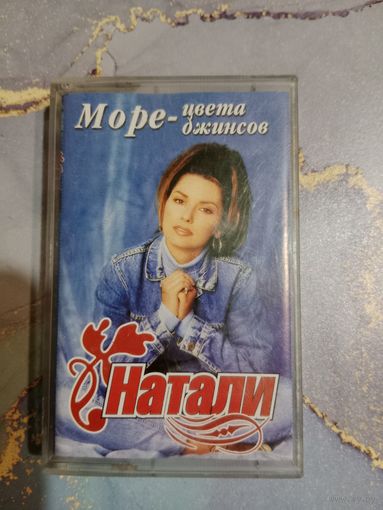 Море-
цвета
джинсов
Натали